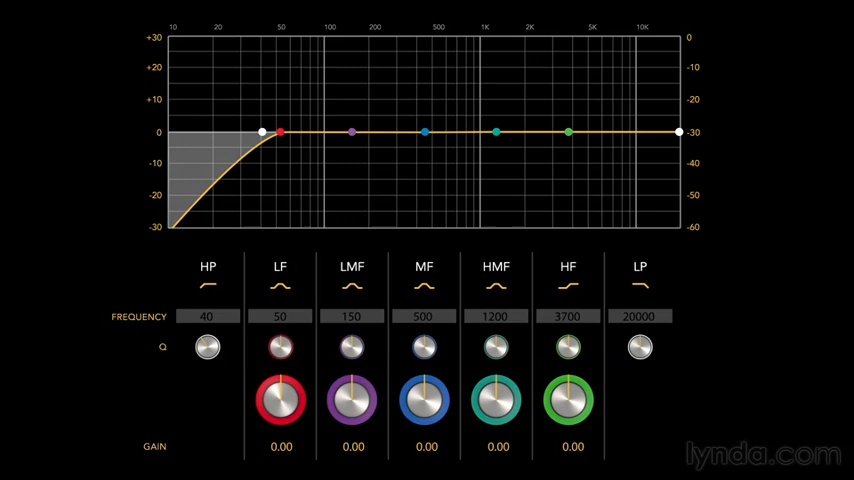 10 20 50 100 200 500 1K 2K 5K 10K
+30 0
+20 -10
+10 -20
0 -30
-10 -40
-20 -50
-30 -60
HP LF LMF MF HMF HF LP
FREQUENCY 40 50 150 500 1200 3700 20000
Q
GAIN 0.00 0.00 0.00 0.00 0.00
lynda.com